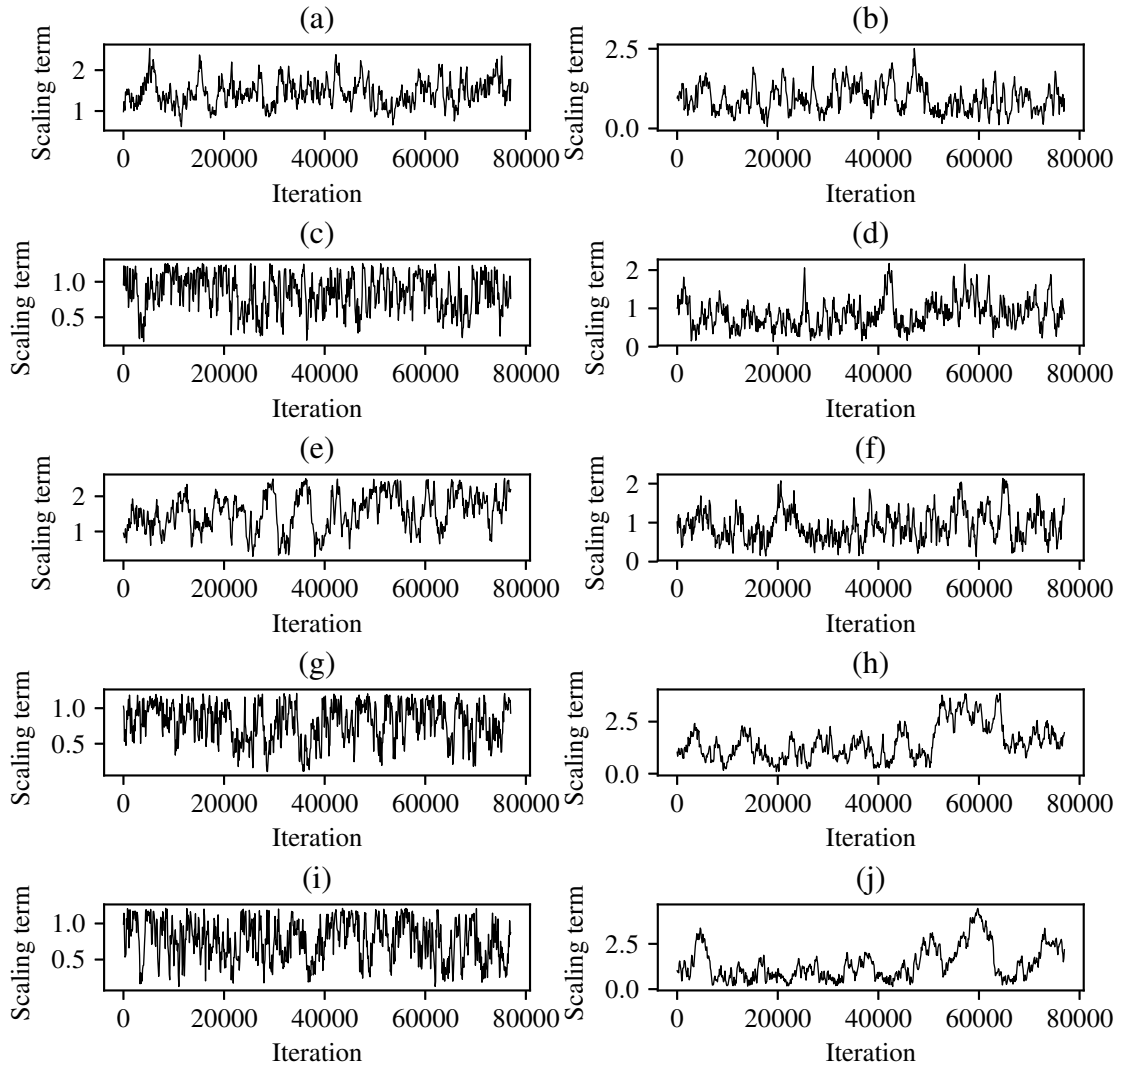 (a) (b)
Scaling term 2 1 Scaling term 2.5 0.0
0 20000 40000 60000 80000 0 20000 40000 60000 80000
Iteration Iteration
(c) (d)
Scaling term 1.0 0.5 Scaling term 2 1 0
0 20000 40000 60000 80000 0 20000 40000 60000 80000
Iteration Iteration
(e) (f)
Scaling term 2 1 Scaling term 2 1 0
0 20000 40000 60000 80000 0 20000 40000 60000 80000
Iteration Iteration
(g) (h)
Scaling term 1.0 0.5 Scaling term 2.5 0.0
0 20000 40000 60000 80000 0 20000 40000 60000 80000
Iteration Iteration
(i) (j)
Scaling term 1.0 0.5 Scaling term 2.5 0.0
0 20000 40000 60000 80000 0 20000 40000 60000 80000
Iteration Iteration